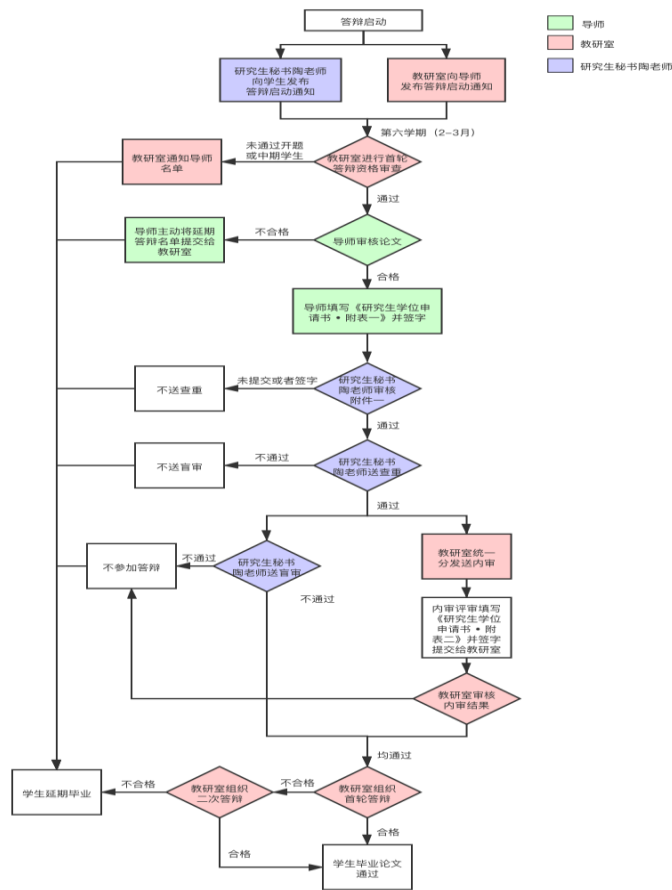 答辩启动
导师
教研室
研究生秘书陶老师
研究生秘书陶老师
向学生发布
答辩启动通知
教研室向导师
发布答辩启动通知
第六学期（2-3月）
未通过开题
或中期学生
教研室通知导师
名单
教研室进行首轮
答辩资格审查
通过
导师主动将延期
答辩名单提交给
教研室
不合格
导师审核论文
合格
导师填写《研究生学位申
请书·附表一》并签字
不送查重
未提交或者签字
研究生秘书
陶老师审核
附件一
通过
不送盲审
不通过
研究生秘书
陶老师送查重
通过
教研室统一
分发送内审
不参加答辩
不通过
研究生秘书
陶老师送盲审
不通过
内审评审填写
《研究生学位
申请书·附
表二》并签字
提交给教研室
教研室审核
内审结果
均通过
学生延期毕业
不合格
教研室组织
二次答辩
不合格
教研室组织
首轮答辩
合格
合格
学生毕业论文
通过